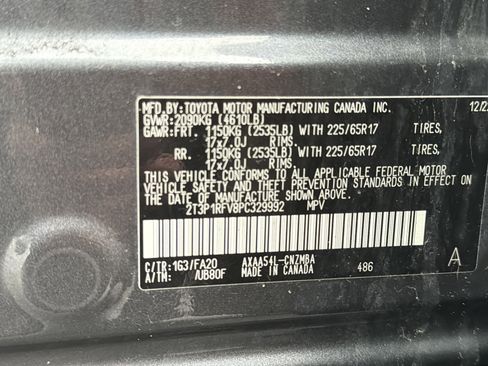 MFD.BY:TOYOTA MOTOR MANUFACTURING CANADA INC. 12/22
GVWR:2090KG (4610LB)
GAWR:FRT. 1150KG (2535LB) WITH 225/65R17 TIRES,
17x7.0J RIMS.
RR. 1150KG (2535LB) WITH 225/65R17 TIRES,
17x7.0J RIMS.
THIS VEHICLE CONFORMS TO ALL APPLICABLE FEDERAL MOTOR
VEHICLE SAFETY AND THEFT PREVENTION STANDARDS IN EFFECT ON
THE DATE OF MANUFACTURE SHOWN ABOVE.
2T3P1RFV8PC329992 MPV
C/TR:163/FA20 AXAA54L-CNZMBA
A/TM: /UB80F MADE IN CANADA 486 A